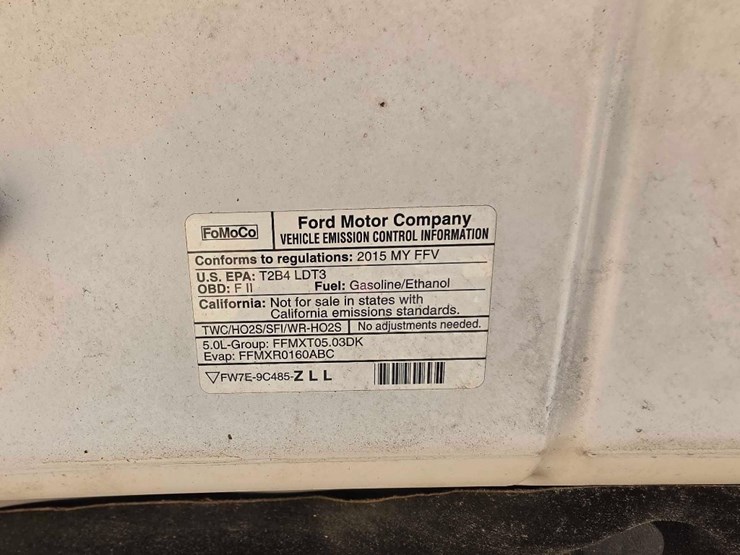 FoMoCo
Ford Motor Company
VEHICLE EMISSION CONTROL INFORMATION
Conforms to regulations: 2015 MY FFV
U.S. EPA: T2B4 LDT3
OBD: F II Fuel: Gasoline/Ethanol
California: Not for sale in states with
California emissions standards.
TWC/HO2S/SFI/WR-HO2S No adjustments needed.
5.0L-Group: FFMXT05.03DK
Evap: FFMXR0160ABC
FW7E-9C485-Z L L